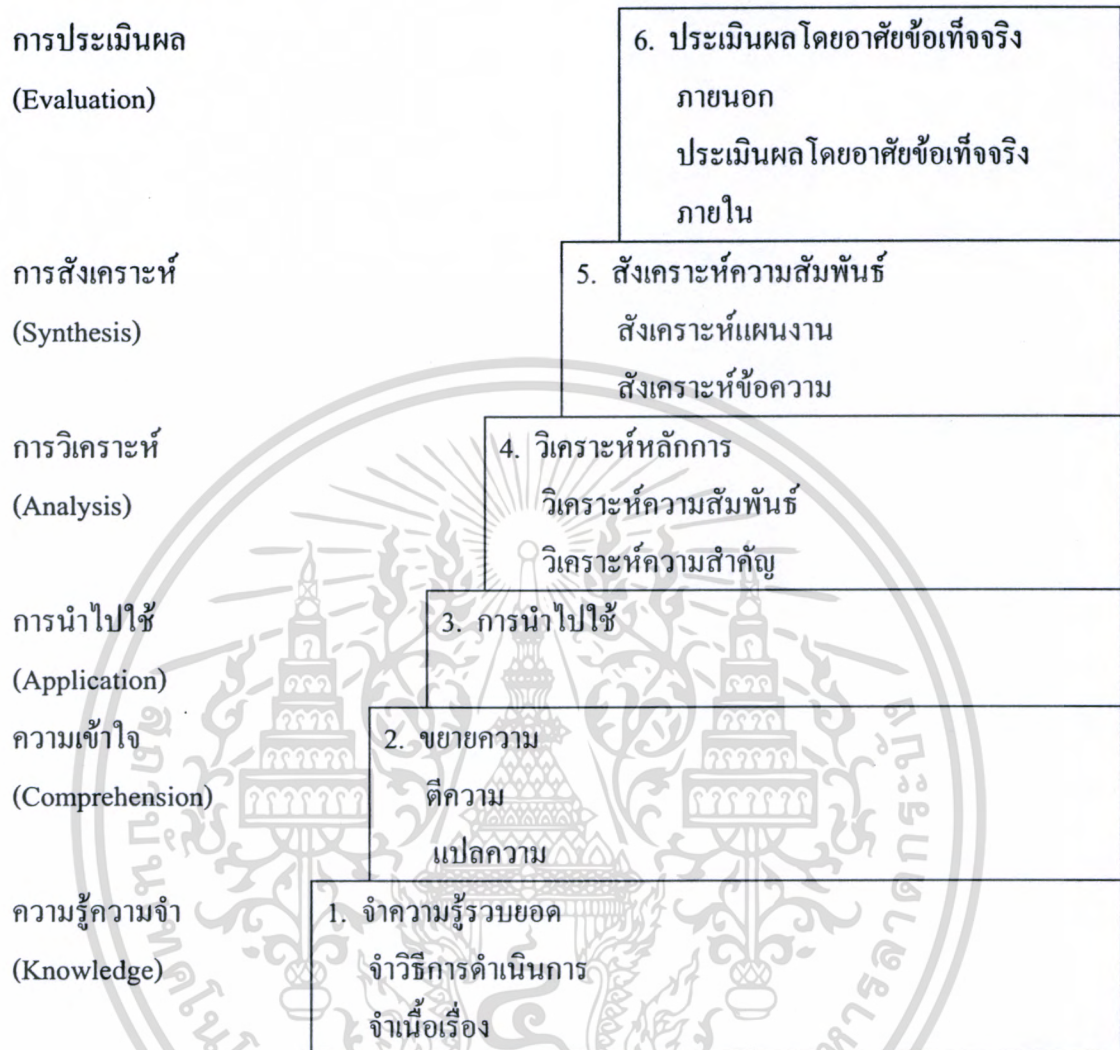 การประเมินผล
(Evaluation)
6. ประเมินผลโดยอาศัยข้อเท็จจริง
ภายนอก
ประเมินผลโดยอาศัยข้อเท็จจริง
ภายใน
การสังเคราะห์
(Synthesis)
5. สังเคราะห์ความสัมพันธ์
สังเคราะห์แผนงาน
สังเคราะห์ข้อความ
การวิเคราะห์
(Analysis)
4. วิเคราะห์หลักการ
วิเคราะห์ความสัมพันธ์
วิเคราะห์ความสำคัญ
การนำไปใช้
(Application)
3. การนำไปใช้
ความเข้าใจ
(Comprehension)
2. ขยายความ
ตีความ
แปลความ
ความรู้ความจำ
(Knowledge)
1. จำความรู้รวบยอด
จำวิธีการดำเนินการ
จำเนื้อเรื่อง